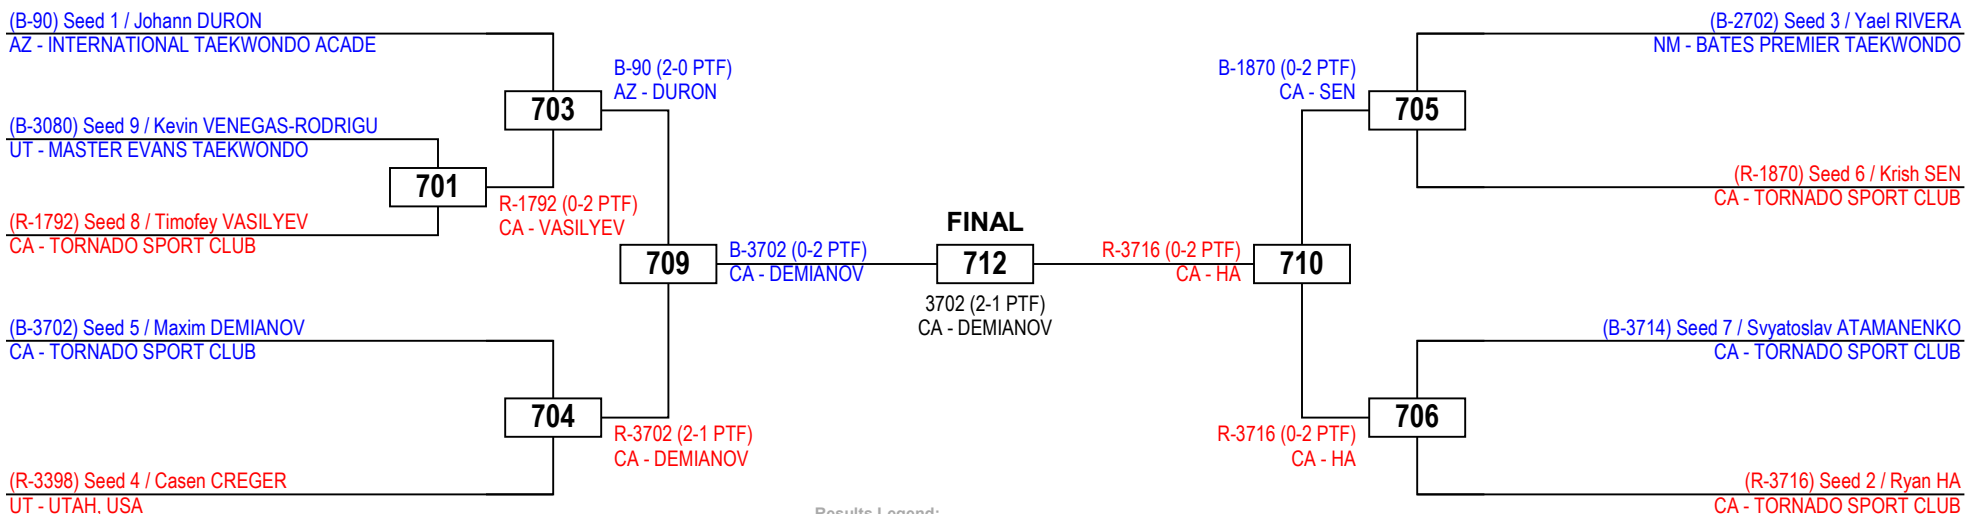 (B-90) Seed 1 / Johann DURON
AZ - INTERNATIONAL TAEKWONDO ACADE
B-90 (2-0 PTF)
AZ - DURON
703
(B-3080) Seed 9 / Kevin VENEGAS-RODRIGU
UT - MASTER EVANS TAEKWONDO
701
R-1792 (0-2 PTF)
CA - VASILYEV
(R-1792) Seed 8 / Timofey VASILYEV
CA - TORNADO SPORT CLUB
709
B-3702 (0-2 PTF)
CA - DEMIANOV
(B-3702) Seed 5 / Maxim DEMIANOV
CA - TORNADO SPORT CLUB
704
R-3702 (2-1 PTF)
CA - DEMIANOV
(R-3398) Seed 4 / Casen CREGER
UT - UTAH, USA
FINAL
712
3702 (2-1 PTF)
CA - DEMIANOV
(B-2702) Seed 3 / Yael RIVERA
NM - BATES PREMIER TAEKWONDO
B-1870 (0-2 PTF)
CA - SEN
705
(R-1870) Seed 6 / Krish SEN
CA - TORNADO SPORT CLUB
R-3716 (0-2 PTF)
CA - HA
710
(B-3714) Seed 7 / Svyatoslav ATAMANENKO
CA - TORNADO SPORT CLUB
706
R-3716 (0-2 PTF)
CA - HA
(R-3716) Seed 2 / Ryan HA
CA - TORNADO SPORT CLUB
Results Legend: